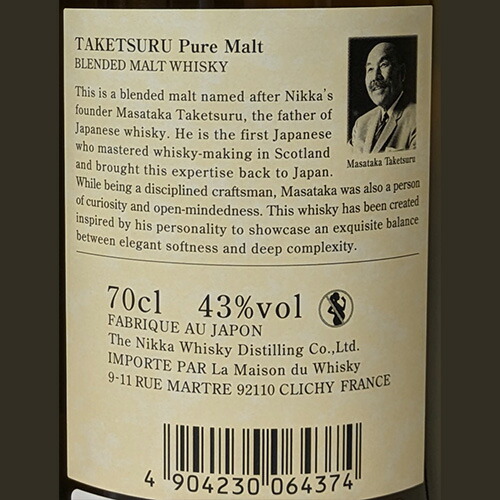 TAKETSURU Pure Malt
BLENDED MALT WHISKY
This is a blended malt named after Nikka's
founder Masataka Taketsuru, the father of
Japanese whisky. He is the first Japanese
who mastered whisky-making in Scotland
and brought this expertise back to Japan.
While being a disciplined craftsman, Masataka was also a person
of curiosity and open-mindedness. This whisky has been created
inspired by his personality to showcase an exquisite balance
between elegant softness and deep complexity.
Masataka Taketsuru
70cl 43%vol
FABRIQUE AU JAPON
The Nikka Whisky Distilling Co.,Ltd.
IMPORTE PAR La Maison du Whisky
9-11 RUE MARTRE 92110 CLICHY FRANCE
4 904230 064374